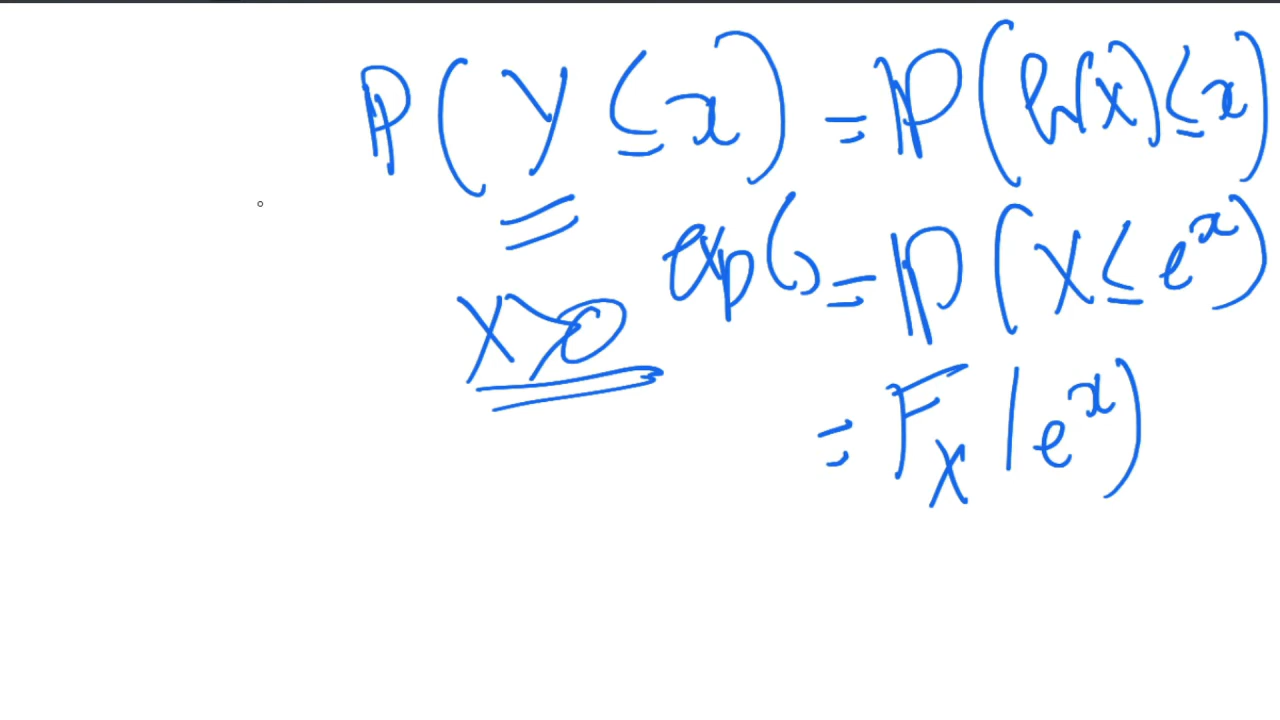 ℙ(Y ≤ x) = ℙ(ln(X) ≤ x)
exp(·) = ℙ(X ≤ e^x)
X > 0
= F_X(e^x)